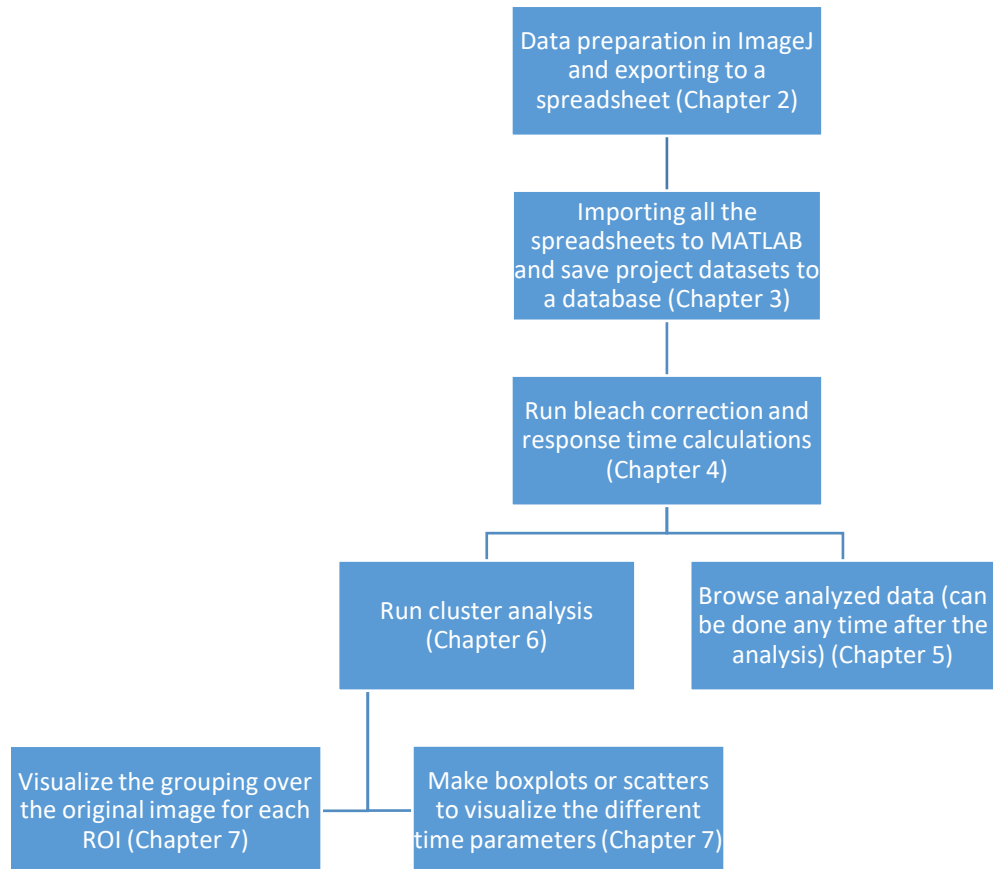 Data preparation in ImageJ
and exporting to a
spreadsheet (Chapter 2)
Importing all the
spreadsheets to MATLAB
and save project datasets to
a database (Chapter 3)
Run bleach correction and
response time calculations
(Chapter 4)
Run cluster analysis
(Chapter 6)
Browse analyzed data (can
be done any time after the
analysis) (Chapter 5)
Visualize the grouping over
the original image for each
ROI (Chapter 7)
Make boxplots or scatters
to visualize the different
time parameters (Chapter 7)